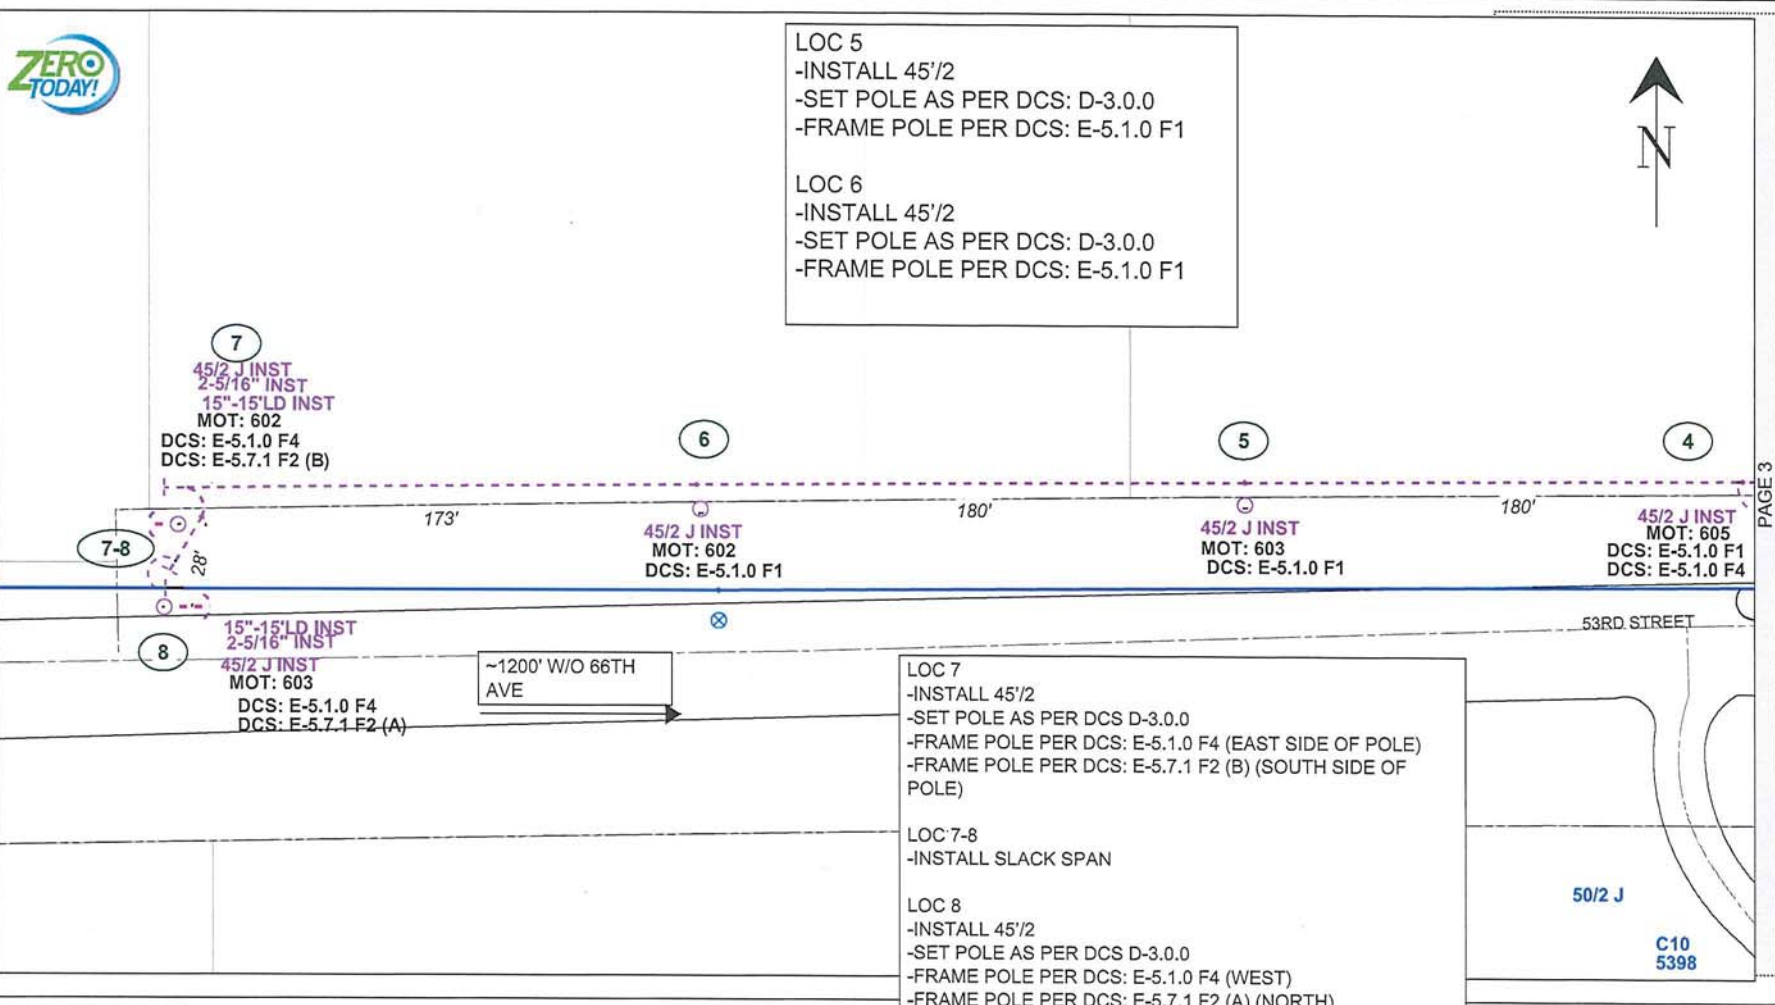 ZERO
TODAY!
LOC 5
-INSTALL 45'/2
-SET POLE AS PER DCS: D-3.0.0
-FRAME POLE PER DCS: E-5.1.0 F1
LOC 6
-INSTALL 45'/2
-SET POLE AS PER DCS: D-3.0.0
-FRAME POLE PER DCS: E-5.1.0 F1
N
7
45/2 J INST
2-5/16" INST
15"-15'LD INST
MOT: 602
DCS: E-5.1.0 F4
DCS: E-5.7.1 F2 (B)
6
5
4
PAGE 3
173'
180'
180'
45/2 J INST
MOT: 602
DCS: E-5.1.0 F1
45/2 J INST
MOT: 603
DCS: E-5.1.0 F1
45/2 J INST
MOT: 605
DCS: E-5.1.0 F1
DCS: E-5.1.0 F4
7-8
28'
53RD STREET
15"-15'LD INST
2-5/16" INST
8
45/2 J INST
MOT: 603
DCS: E-5.1.0 F4
DCS: E-5.7.1 F2 (A)
~1200' W/O 66TH
AVE
LOC 7
-INSTALL 45'/2
-SET POLE AS PER DCS D-3.0.0
-FRAME POLE PER DCS: E-5.1.0 F4 (EAST SIDE OF POLE)
-FRAME POLE PER DCS: E-5.7.1 F2 (B) (SOUTH SIDE OF
POLE)
LOC 7-8
-INSTALL SLACK SPAN
LOC 8
-INSTALL 45'/2
-SET POLE AS PER DCS D-3.0.0
-FRAME POLE PER DCS: E-5.1.0 F4 (WEST)
-FRAME POLE PER DCS: E-5.7.1 F2 (A) (NORTH)
50/2 J
C10
5398